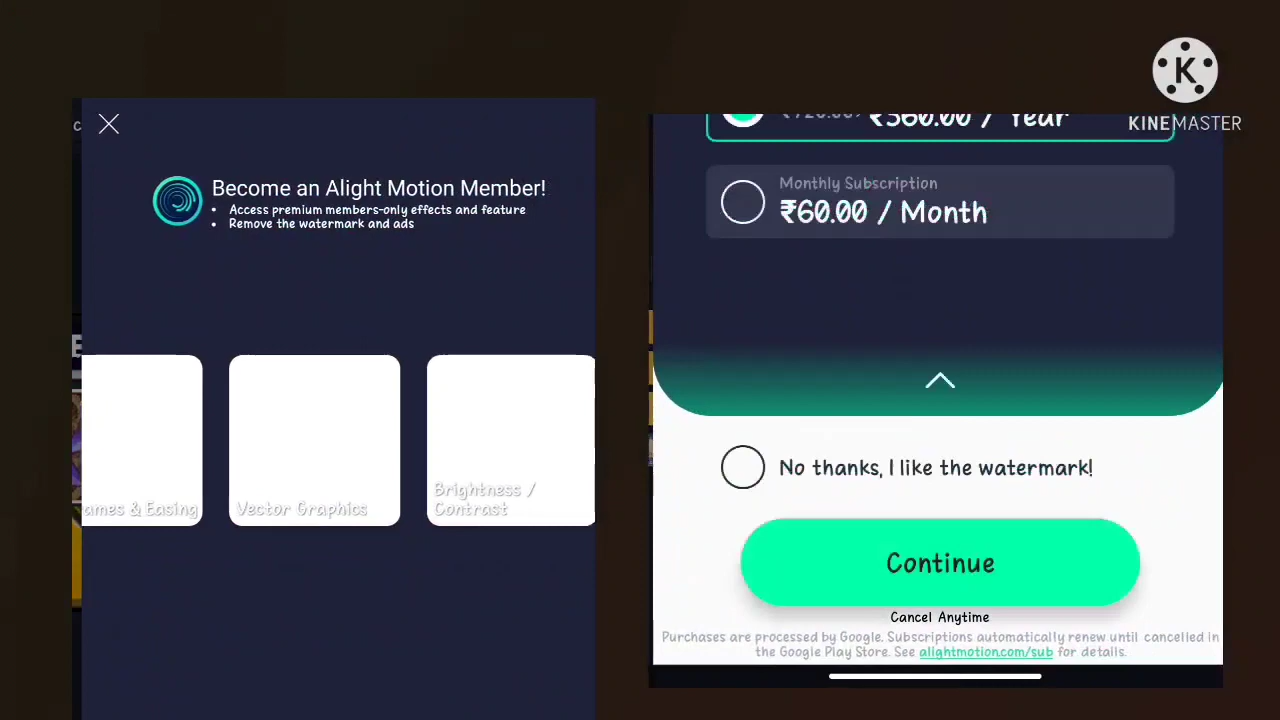 Become an Alight Motion Member!
• Access premium members-only effects and feature
• Remove the watermark and ads
ames & Easing
Vector Graphics
Brightness /
Contrast
K
KINEMASTER
₹720.00 ₹360.00 / Year
Monthly Subscription
₹60.00 / Month
No thanks, I like the watermark!
Continue
Cancel Anytime
Purchases are processed by Google. Subscriptions automatically renew until cancelled in
the Google Play Store. See alightmotion.com/sub for details.